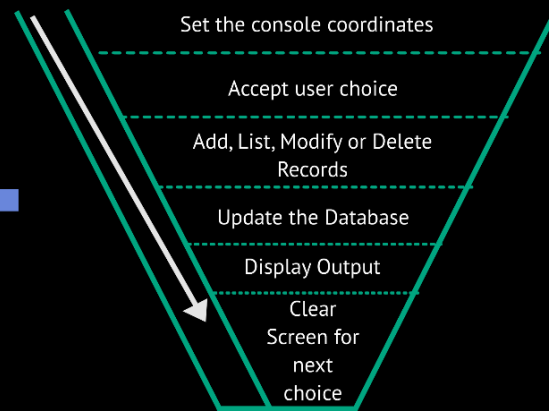 Set the console coordinates
Accept user choice
Add, List, Modify or Delete
Records
Update the Database
Display Output
Clear
Screen for
next
choice